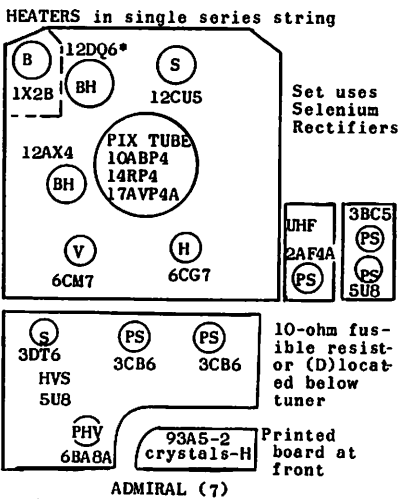 HEATERS in single series string
B
12DQ6*
S
1X2B
BH
12CU5
Set uses
Selenium
Rectifiers
PIX TUBE
10ABP4
14RP4
17AVP4A
12AX4
BH
V
H
6CM7
6CG7
UHF
2AF4A
PS
3BC5
PS
PS
5U8
S
PS
PS
3DT6
3CB6
3CB6
HVS
5U8
PHV
6BA8A
10-ohm fus-
ible resist-
or (D)locat-
ed below
tuner
93A5-2
crystals-H
Printed
board at
front
ADMIRAL (7)